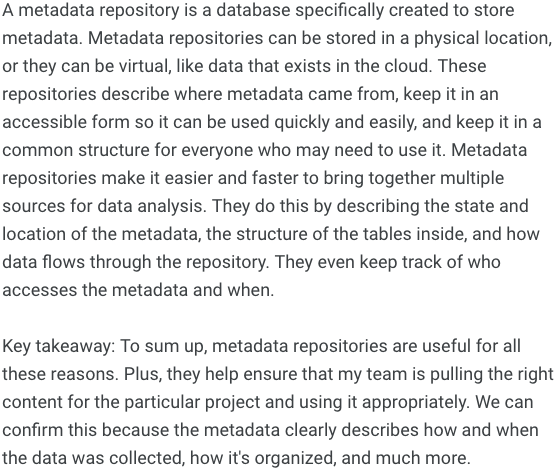 A metadata repository is a database specifically created to store
metadata. Metadata repositories can be stored in a physical location,
or they can be virtual, like data that exists in the cloud. These
repositories describe where metadata came from, keep it in an
accessible form so it can be used quickly and easily, and keep it in a
common structure for everyone who may need to use it. Metadata
repositories make it easier and faster to bring together multiple
sources for data analysis. They do this by describing the state and
location of the metadata, the structure of the tables inside, and how
data flows through the repository. They even keep track of who
accesses the metadata and when.
Key takeaway: To sum up, metadata repositories are useful for all
these reasons. Plus, they help ensure that my team is pulling the right
content for the particular project and using it appropriately. We can
confirm this because the metadata clearly describes how and when
the data was collected, how it's organized, and much more.